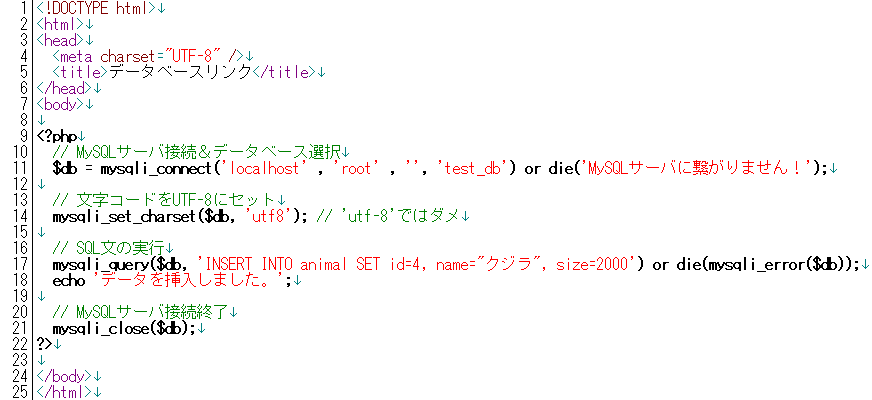 1 <!DOCTYPE html>↓
2 <html>↓
3 <head>↓
4   <meta charset="UTF-8" />↓
5   <title>データベースリンク</title>↓
6 </head>↓
7 <body>↓
8 ↓
9 <?php↓
10   // MySQLサーバ接続＆データベース選択↓
11   $db = mysqli_connect('localhost' , 'root' , '', 'test_db') or die('MySQLサーバに繋がりません！');↓
12 ↓
13   // 文字コードをUTF-8にセット↓
14   mysqli_set_charset($db, 'utf8'); // 'utf-8'ではダメ↓
15 ↓
16   // SQL文の実行↓
17   mysqli_query($db, 'INSERT INTO animal SET id=4, name="クジラ", size=2000') or die(mysqli_error($db));↓
18   echo 'データを挿入しました。';↓
19 ↓
20   // MySQLサーバ接続終了↓
21   mysqli_close($db);↓
22 ?>↓
23 ↓
24 </body>↓
25 </html>↓